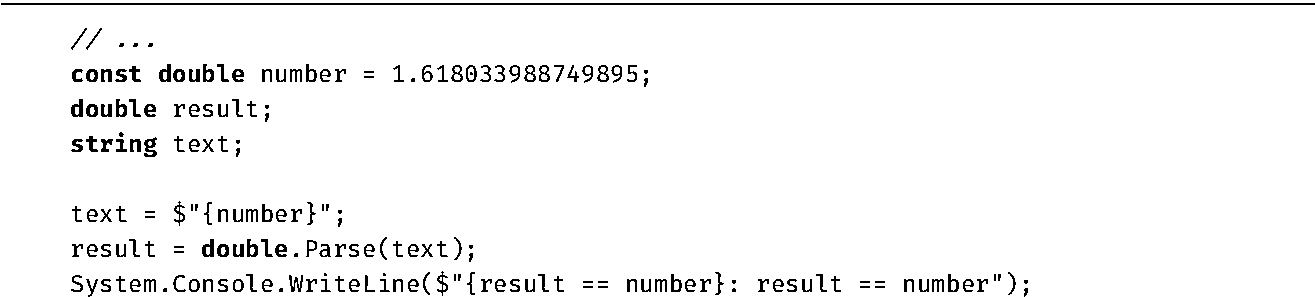 // ...
const double number = 1.618033988749895;
double result;
string text;
text = $"{number}";
result = double.Parse(text);
System.Console.WriteLine($"{result == number}: result == number");